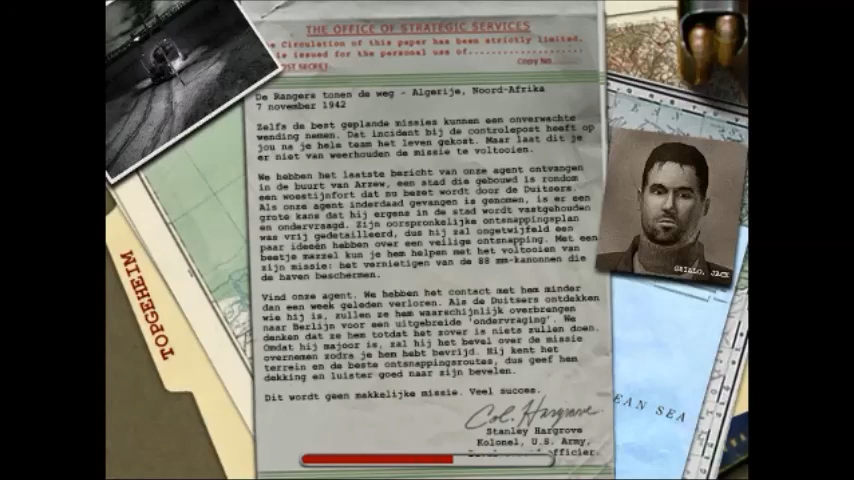 THE OFFICE OF STRATEGIC SERVICES
e Circulation of this paper has been strictly limited.
is issued for the personal use of
OST SECRET.
Copy No.
De Rangers tonen de weg - Algerije, Noord-Afrika
7 november 1942
Zelfs de best geplande missies kunnen een onverwachte
wending nemen. Dat incident bij de controlepost heeft op
jou na je hele team het leven gekost. Maar laat dit je
er niet van weerhouden de missie te voltooien.
We hebben het laatste bericht van onze agent ontvangen
in de buurt van Arzew, een stad die gebouwd is rondom
een woestijnfort dat nu bezet wordt door de Duitsers.
Als onze agent inderdaad gevangen is genomen, is er een
grote kans dat hij ergens in de stad wordt vastgehouden
en ondervraagd. Zijn oorspronkelijke ontsnappingsplan
was vrij gedetailleerd, dus hij zal ongetwijfeld een
paar ideeën hebben over een veilige ontsnapping. Met een
beetje mazzel kun je hem helpen met het voltooien van
zijn missie: het vernietigen van de 88 mm-kanonnen die
de haven beschermen.
Vind onze agent. We hebben het contact met hem minder
dan een week geleden verloren. Als de Duitsers ontdekken
wie hij is, zullen ze hem waarschijnlijk overbrengen
naar Berlijn voor een uitgebreide 'ondervraging'. We
denken dat ze hem totdat het zover is niets zullen doen.
Omdat hij majoor is, zal hij het bevel over de missie
overnemen zodra je hem hebt bevrijd. Hij kent het
terrein en de beste ontsnappingsroutes, dus geef hem
dekking en luister goed naar zijn bevelen.
Dit wordt geen makkelijke missie. Veel succes.
Col. Hargrove
Stanley Hargrove
Kolonel, U.S. Army,
officier.
TOPGEHEIM
GRILLO, JACK
EAN SEA